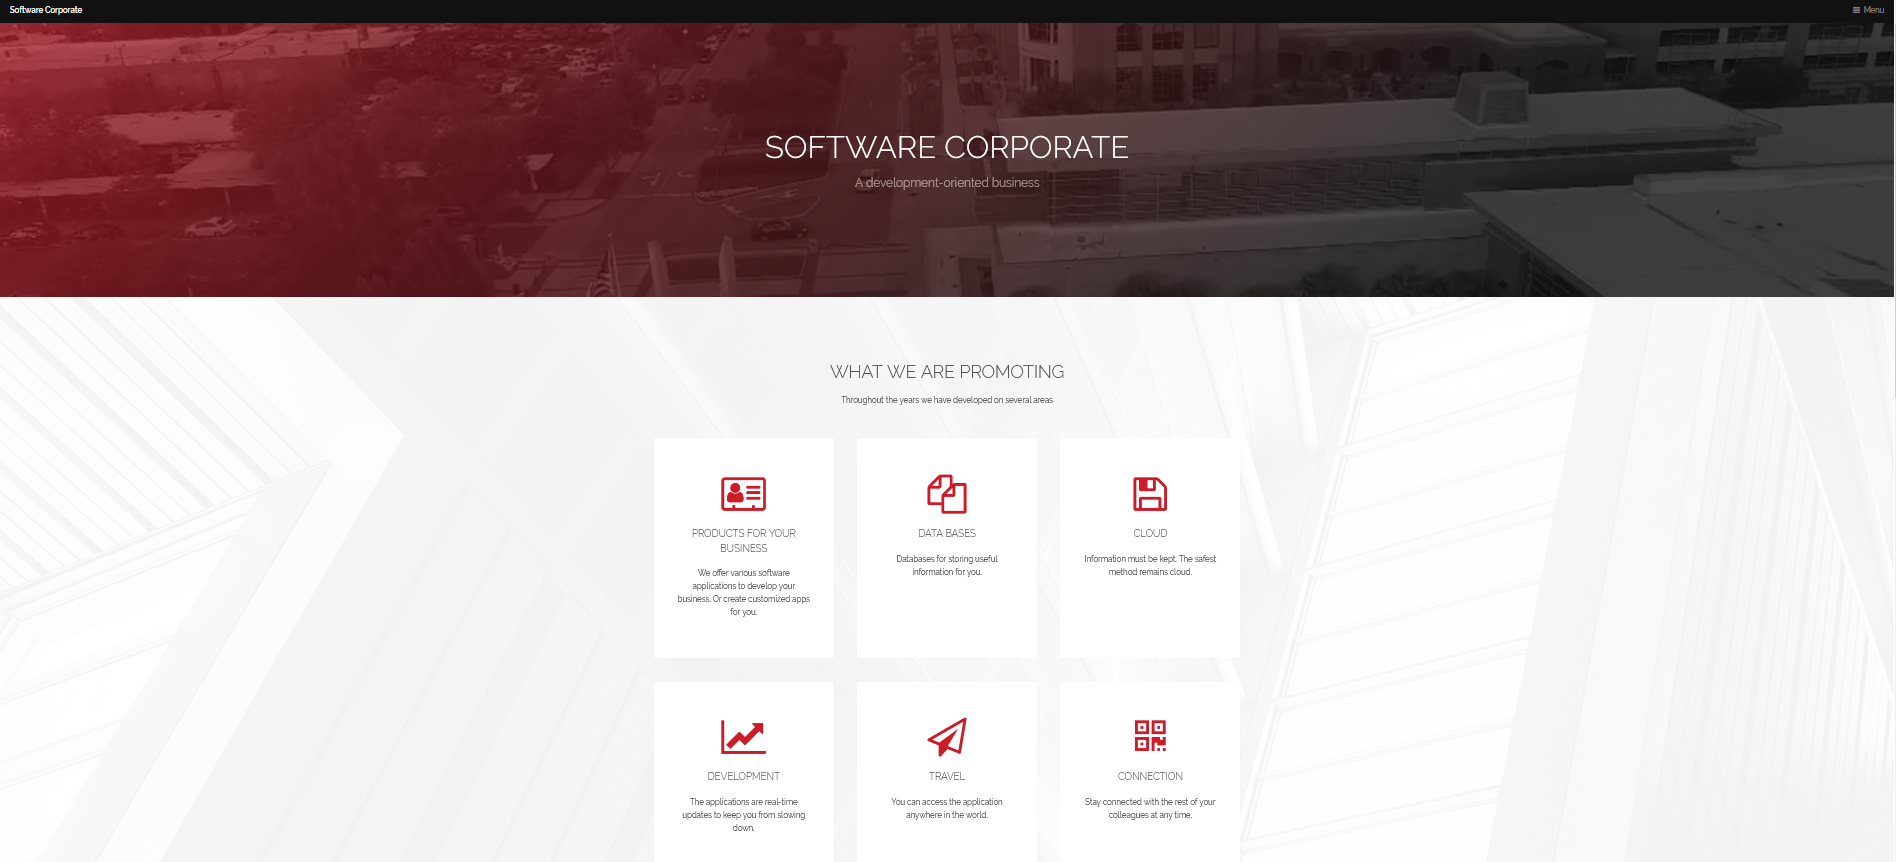 Software Corporate
Menu
SOFTWARE CORPORATE
A development-oriented business
WHAT WE ARE PROMOTING
Throughout the years we have developed on several areas
PRODUCTS FOR YOUR
BUSINESS
We offer various software
applications to develop your
business. Or create customized apps
for you.
DATA BASES
Databases for storing useful
information for you.
CLOUD
Information must be kept. The safest
method remains cloud.
DEVELOPMENT
The applications are real-time
updates to keep you from slowing
down.
TRAVEL
You can access the application
anywhere in the world.
CONNECTION
Stay connected with the rest of your
colleagues at any time.